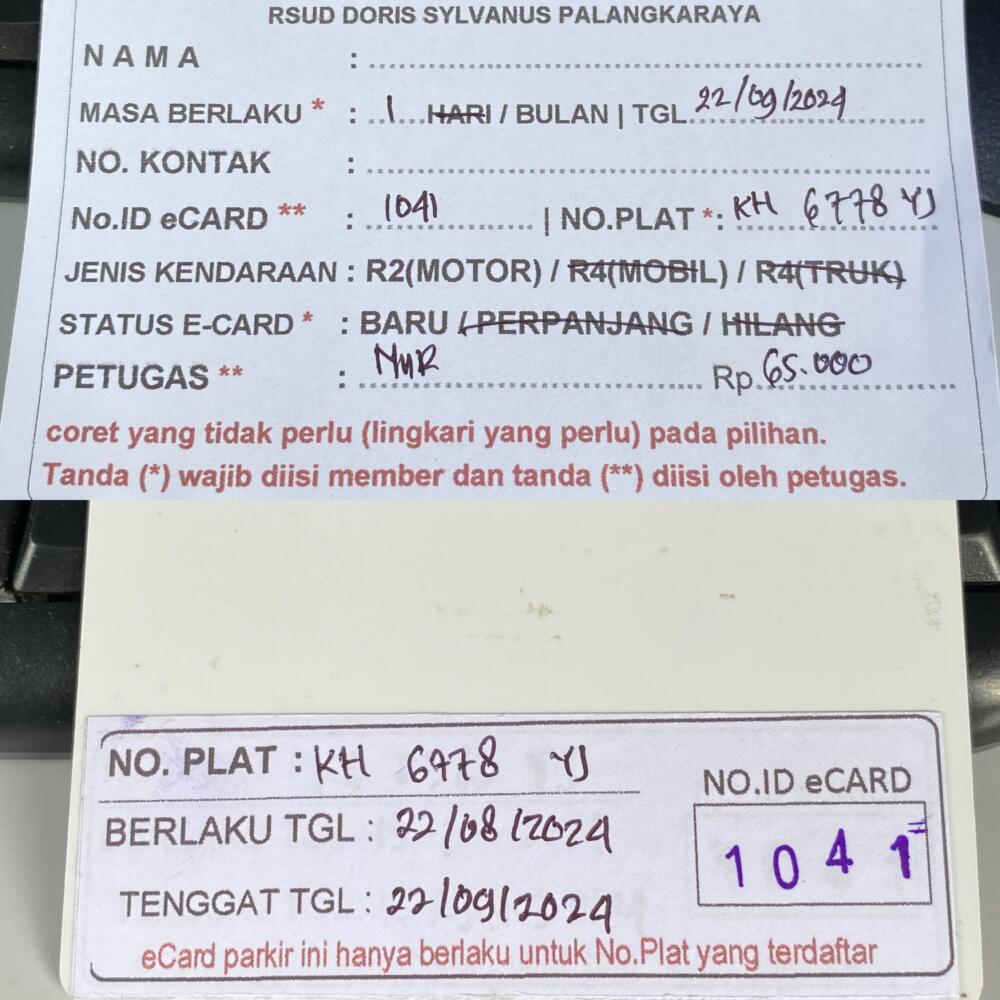 RSUD DORIS SYLVANUS PALANGKARAYA
N A M A :
MASA BERLAKU * : 1 HARI / BULAN | TGL 22/09/2024
NO. KONTAK :
No.ID eCARD ** : 1041 | NO.PLAT *: KH 6778 YJ
JENIS KENDARAAN : R2(MOTOR) / R4(MOBIL) / R4(TRUK)
STATUS E-CARD * : BARU / PERPANJANG / HILANG
PETUGAS ** : NuR Rp 65.000
coret yang tidak perlu (lingkari yang perlu) pada pilihan.
Tanda (*) wajib diisi member dan tanda (**) diisi oleh petugas.
NO. PLAT : KH 6778 YJ
BERLAKU TGL : 22/08/2024
TENGGAT TGL : 22/09/2024
NO.ID eCARD
1041
eCard parkir ini hanya berlaku untuk No.Plat yang terdaftar